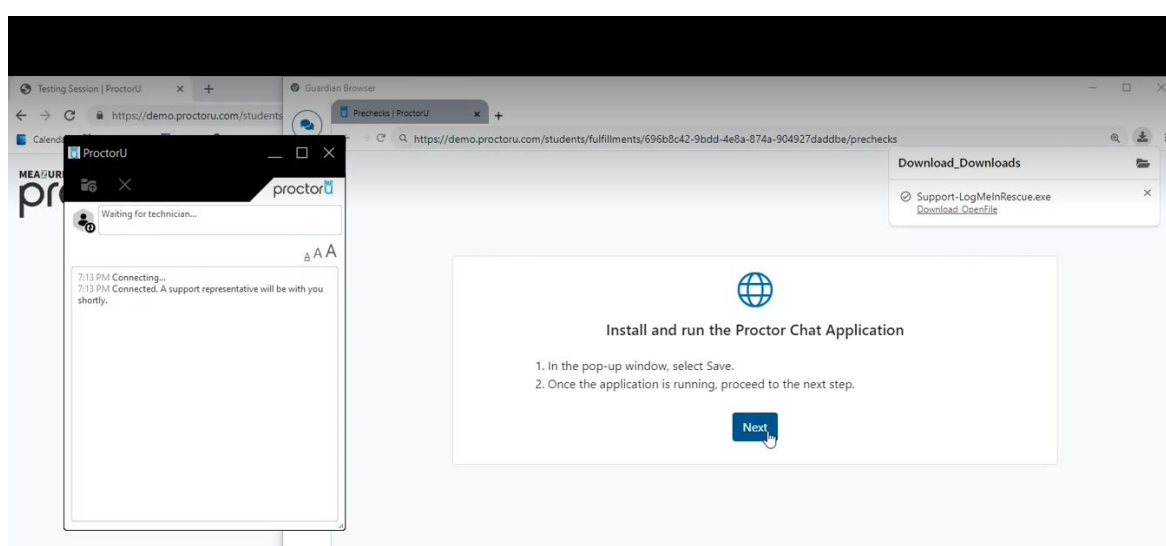 Testing Session | ProctorU
https://demo.proctoru.com/students
Guardian Browser
Prechecks | ProctorU
https://demo.proctoru.com/students/fulfillments/696b8c42-9bdd-4e8a-874a-904927daddbe/prechecks
ProctorU
proctoru
Waiting for technician...
A A A
7:13 PM Connecting...
7:13 PM Connected. A support representative will be with you
shortly.
Download_Downloads
Support-LogMeInRescue.exe
Download OpenFile
Install and run the Proctor Chat Application
1. In the pop-up window, select Save.
2. Once the application is running, proceed to the next step.
Next